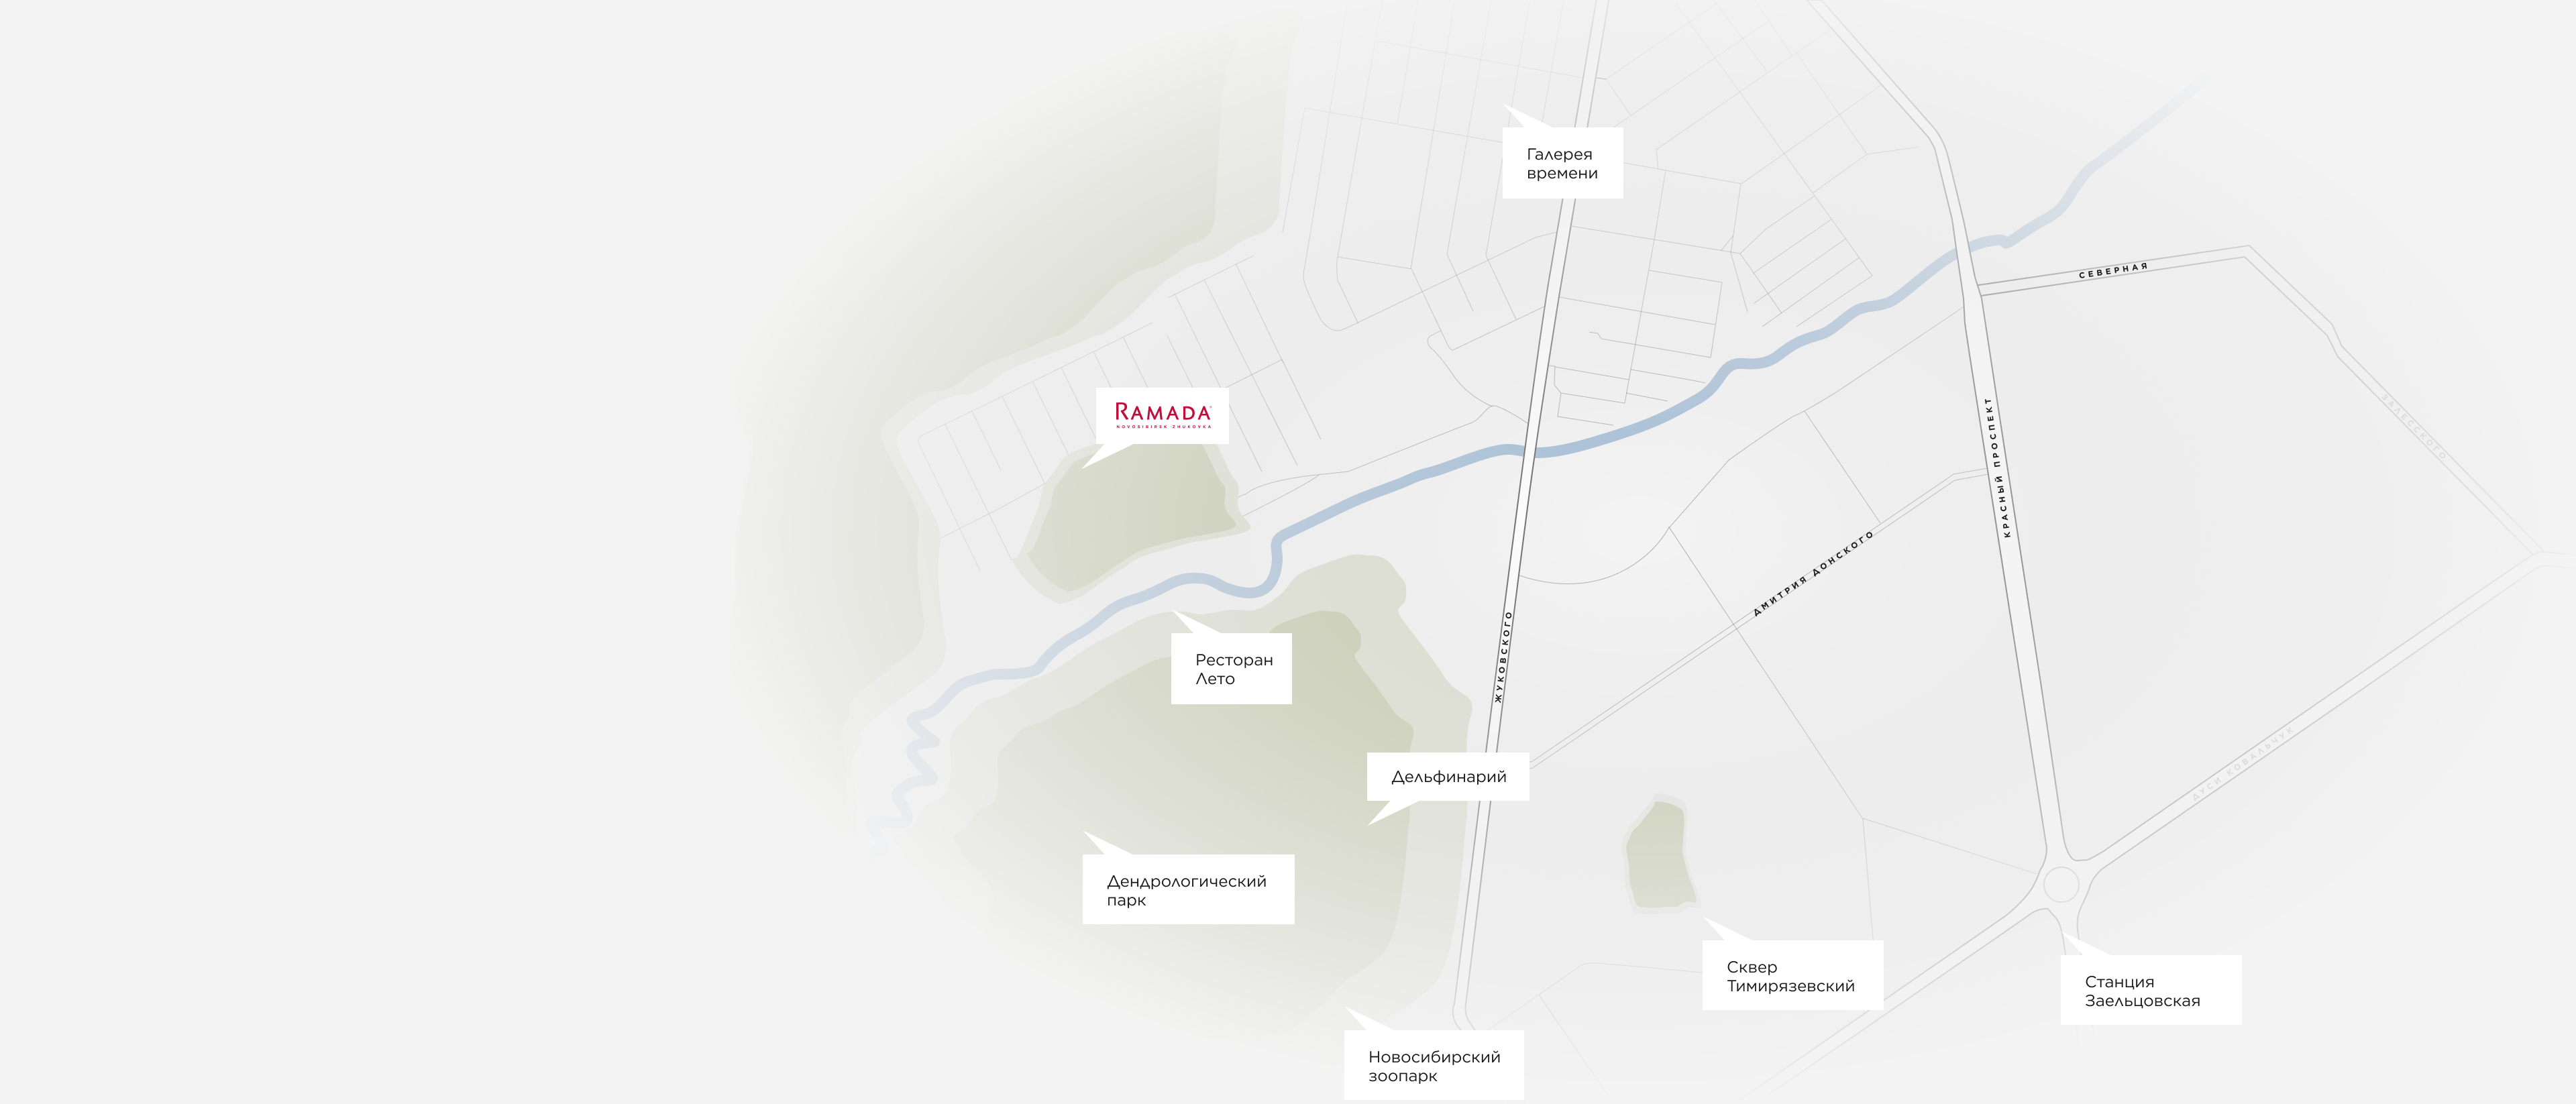 Галерея
времени
СЕВЕРНАЯ
RAMADA
NOVOSIBIRSK ZHUKOVKA
КРАСНЫЙ ПРОСПЕКТ
ЗАЛЕССКОГО
ДМИТРИЯ ДОНСКОГО
ЖУКОВСКОГО
Ресторан
Лето
Дельфинарий
ДУСИ КОВАЛЬЧУК
Дендрологический
парк
Сквер
Тимирязевский
Станция
Заельцовская
Новосибирский
зоопарк